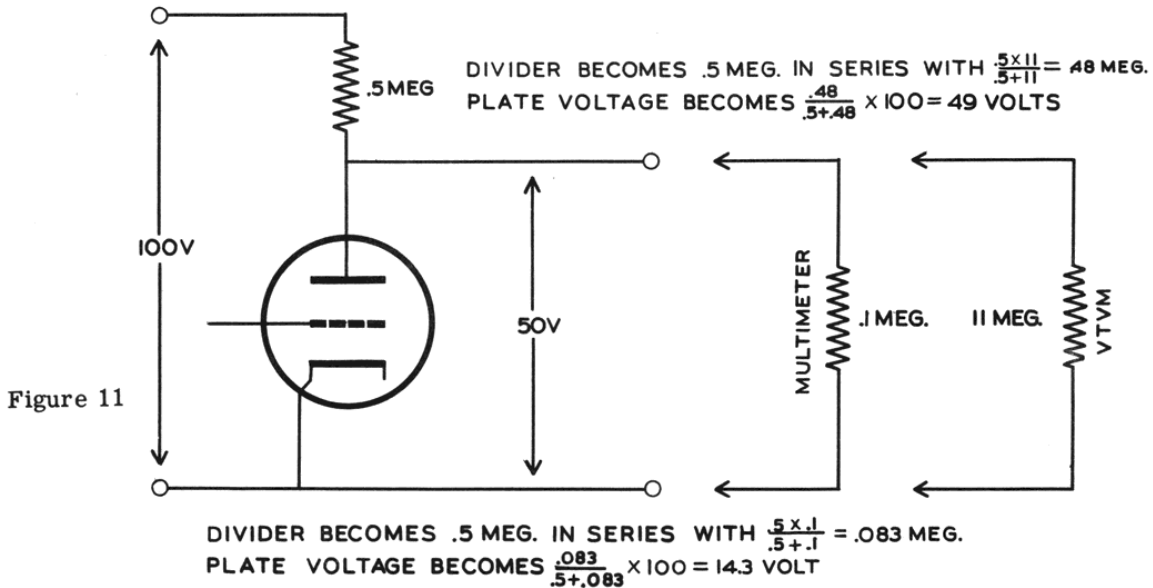 .5 MEG
DIVIDER BECOMES .5 MEG. IN SERIES WITH .5 x 11 / .5 + 11 = .48 MEG.
PLATE VOLTAGE BECOMES .48 / .5+.48 x 100 = 49 VOLTS
100V
50V
MULTIMETER
.1 MEG.
11 MEG.
VTVM
Figure 11
DIVIDER BECOMES .5 MEG. IN SERIES WITH .5 x .1 / .5 + .1 = .083 MEG.
PLATE VOLTAGE BECOMES .083 / .5+.083 x 100 = 14.3 VOLT